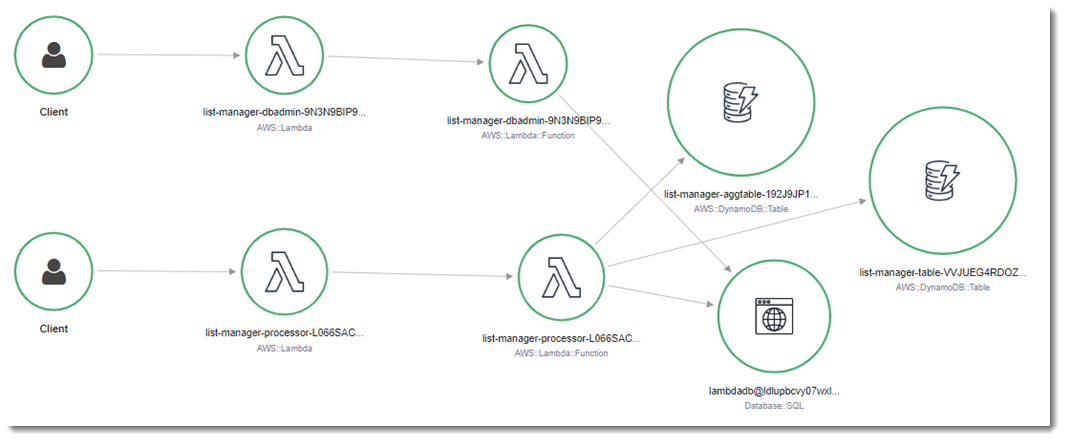 Client
list-manager-dbadmin-9N3N9BIP9...
AWS::Lambda
list-manager-dbadmin-9N3N9BIP9...
AWS::Lambda::Function
list-manager-aggtable-192J9JP1...
AWS::DynamoDB::Table
list-manager-table-VVJUEG4RDOZ...
AWS::DynamoDB::Table
Client
list-manager-processor-L066SAC...
AWS::Lambda
list-manager-processor-L066SAC...
AWS::Lambda::Function
lambdadb@ldlupbcvy07wxl...
Database::SQL